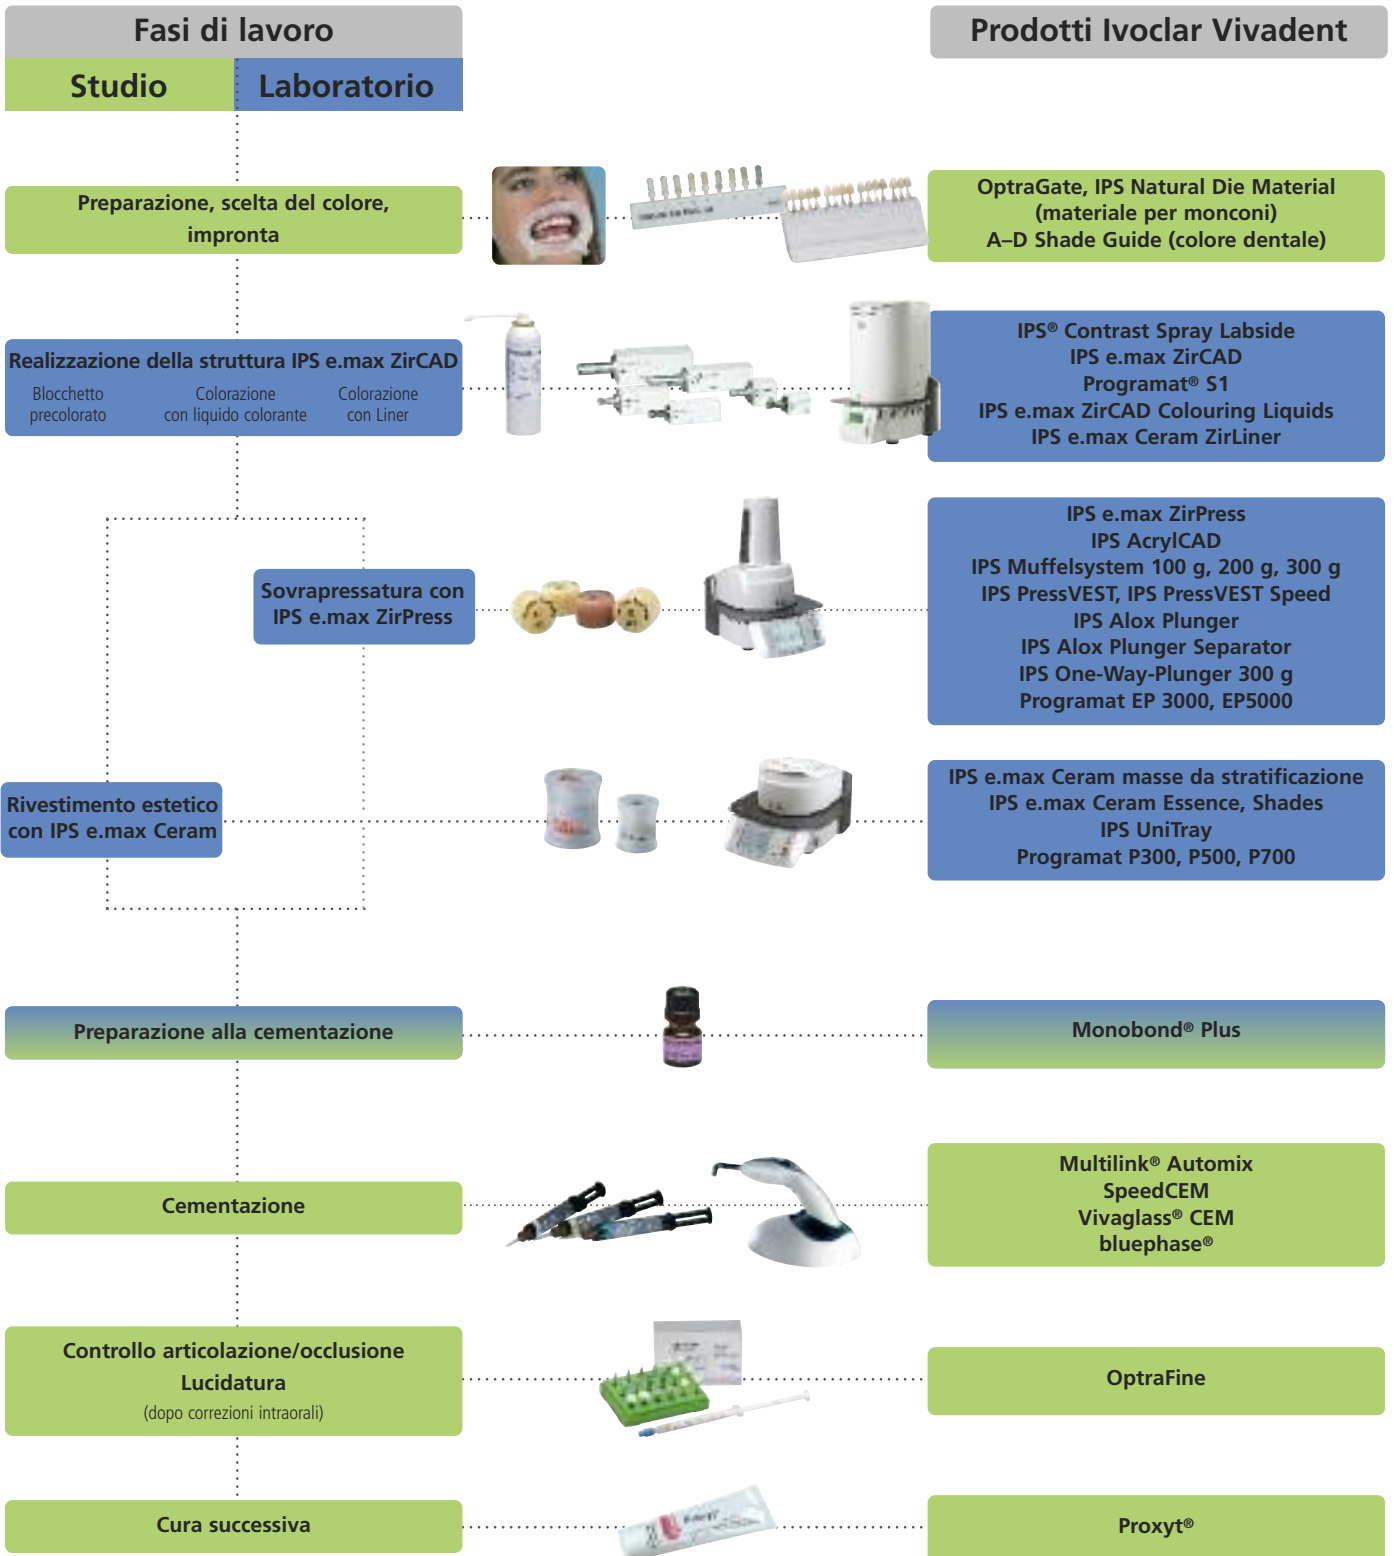 Fasi di lavoro
Prodotti Ivoclar Vivadent
Studio
Laboratorio
Preparazione, scelta del colore,
impronta
OptraGate, IPS Natural Die Material
(materiale per monconi)
A–D Shade Guide (colore dentale)
Realizzazione della struttura IPS e.max ZirCAD
Blocchetto
precolorato
Colorazione
con liquido colorante
Colorazione
con Liner
IPS® Contrast Spray Labside
IPS e.max ZirCAD
Programat® S1
IPS e.max ZirCAD Colouring Liquids
IPS e.max Ceram ZirLiner
Sovrapressatura con
IPS e.max ZirPress
IPS e.max ZirPress
IPS AcrylCAD
IPS Muffelsystem 100 g, 200 g, 300 g
IPS PressVEST, IPS PressVEST Speed
IPS Alox Plunger
IPS Alox Plunger Separator
IPS One-Way-Plunger 300 g
Programat EP 3000, EP5000
Rivestimento estetico
con IPS e.max Ceram
IPS e.max Ceram masse da stratificazione
IPS e.max Ceram Essence, Shades
IPS UniTray
Programat P300, P500, P700
Preparazione alla cementazione
Monobond® Plus
Cementazione
Multilink® Automix
SpeedCEM
Vivaglass® CEM
bluephase®
Controllo articolazione/occlusione
Lucidatura
(dopo correzioni intraorali)
OptraFine
Cura successiva
Proxyt®